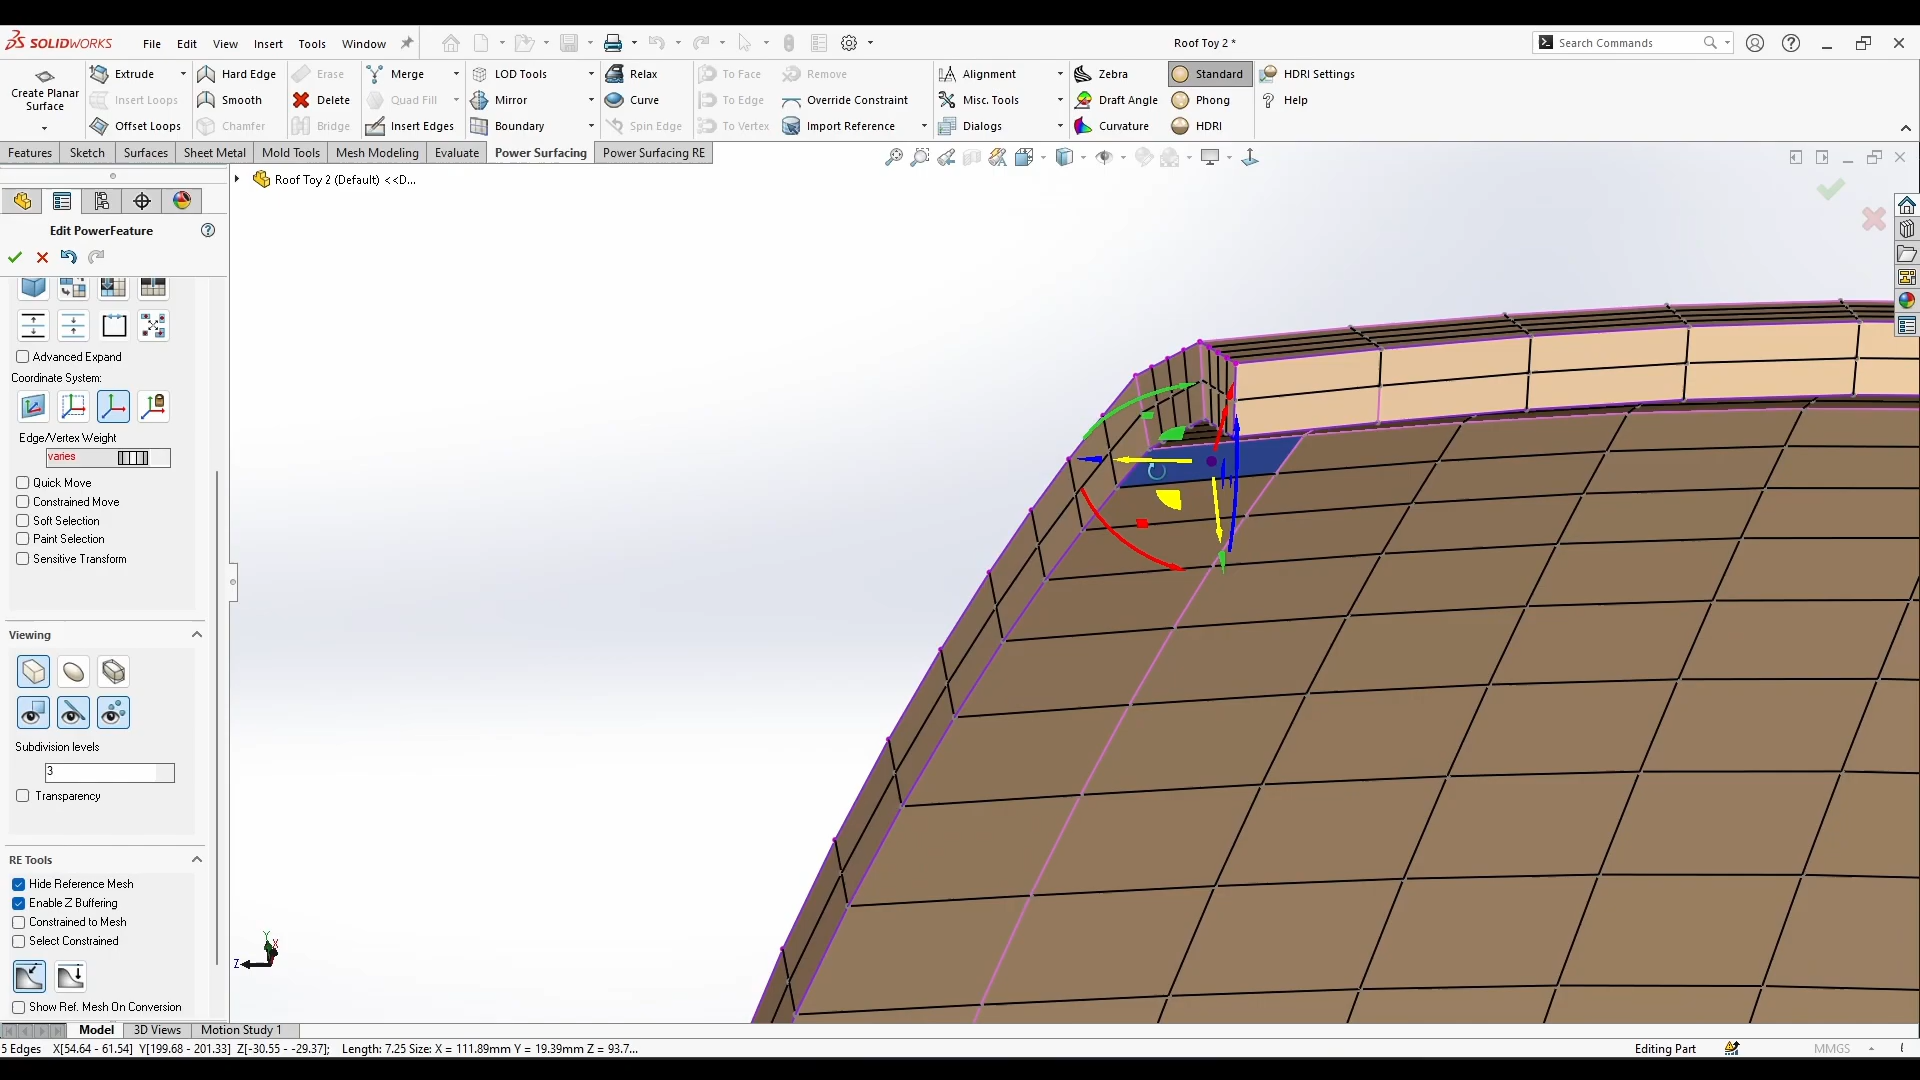 SOLIDWORKS File Edit View Insert Tools Window Roof Toy 2 * Search Commands
Create Planar Surface
Extrude Hard Edge Erase Merge LOD Tools Relax To Face Remove Alignment Zebra Standard HDRI Settings
Insert Loops Smooth Delete Quad Fill Mirror Curve To Edge Override Constraint Misc. Tools Draft Angle Phong Help
Offset Loops Chamfer Bridge Insert Edges Boundary Spin Edge To Vertex Import Reference Dialogs Curvature HDRI
Features Sketch Surfaces Sheet Metal Mold Tools Mesh Modeling Evaluate Power Surfacing Power Surfacing RE
Roof Toy 2 (Default) <<D...
Edit PowerFeature
Advanced Expand
Coordinate System:
Edge/Vertex Weight
varies
Quick Move
Constrained Move
Soft Selection
Paint Selection
Sensitive Transform
Viewing
Subdivision levels
3
Transparency
RE Tools
Hide Reference Mesh
Enable Z Buffering
Constrained to Mesh
Select Constrained
Show Ref. Mesh On Conversion
Y X
Z
Model 3D Views Motion Study 1
5 Edges X[54.64 - 61.54] Y[199.68 - 201.33] Z[-30.55 - -29.37]; Length: 7.25 Size: X = 111.89mm Y = 19.39mm Z = 93.7... Editing Part MMGS